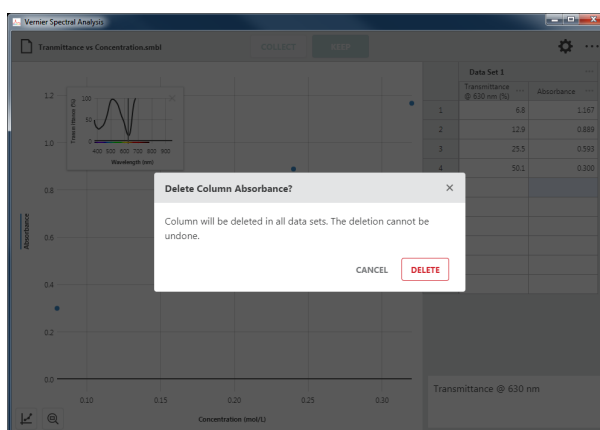 Vernier Spectral Analysis
Tranmittance vs Concentration.smbl
COLLECT
KEEP
Data Set 1
Transmittance @ 630 nm (%)
Absorbance
1 6.8 1.167
2 12.9 0.889
3 25.5 0.593
4 50.1 0.300
1.2
1.0
0.8
0.6
0.4
0.2
0.0
Absorbance
100
50
0
400 500 600 700 800 900
Wavelength (nm)
Delete Column Absorbance?
Column will be deleted in all data sets. The deletion cannot be
undone.
CANCEL
DELETE
0.10 0.15 0.20 0.25 0.30
Concentration (mol/L)
Transmittance @ 630 nm